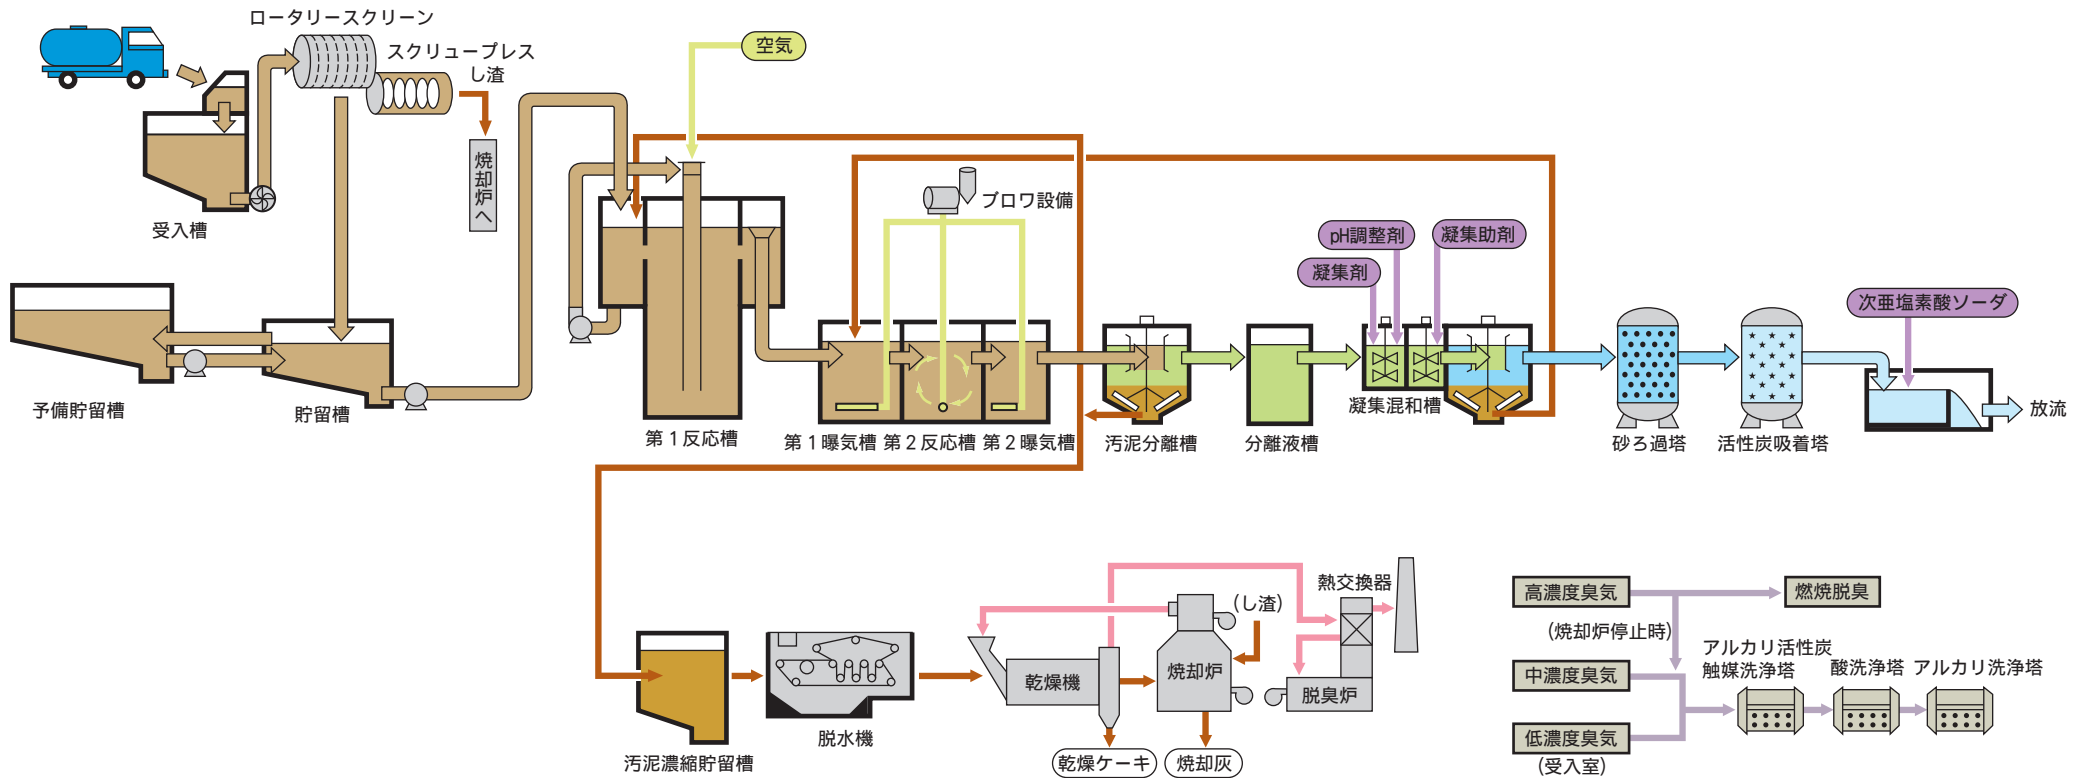 ロータリースクリーン
スクリュープレス
し渣
焼却炉へ
空気
受入槽
予備貯留槽
貯留槽
第1反応槽
ブロワ設備
第1曝気槽
第2反応槽
第2曝気槽
汚泥分離槽
分離液槽
pH調整剤
凝集助剤
凝集剤
凝集混和槽
砂ろ過塔
活性炭吸着塔
次亜塩素酸ソーダ
放流
汚泥濃縮貯留槽
脱水機
乾燥機
乾燥ケーキ
焼却炉
(し渣)
焼却灰
熱交換器
脱臭炉
高濃度臭気
燃焼脱臭
(焼却炉停止時)
中濃度臭気
低濃度臭気
(受入室)
アルカリ活性炭
触媒洗浄塔
酸洗浄塔
アルカリ洗浄塔